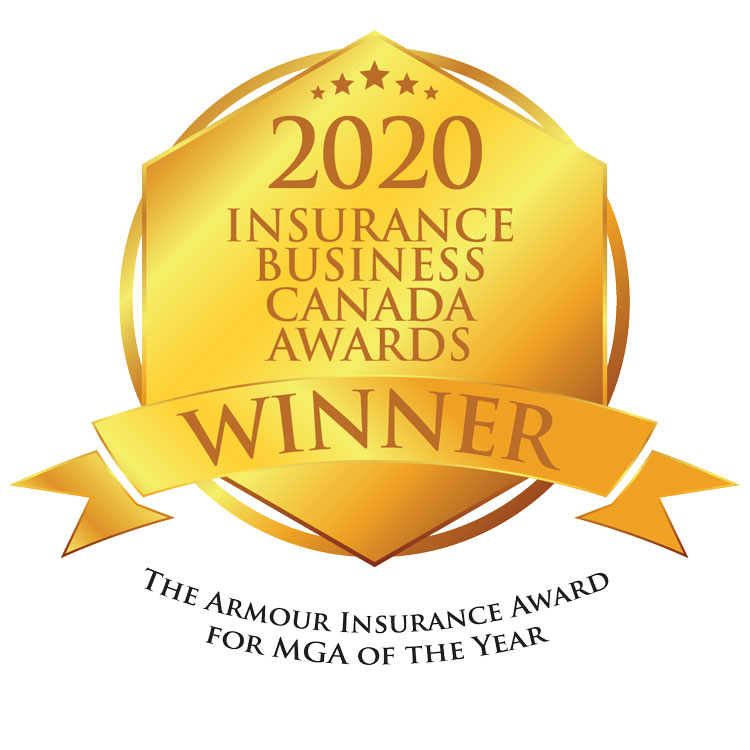 2020
INSURANCE
BUSINESS
CANADA
AWARDS
WINNER
THE ARMOUR INSURANCE AWARD
FOR MGA OF THE YEAR